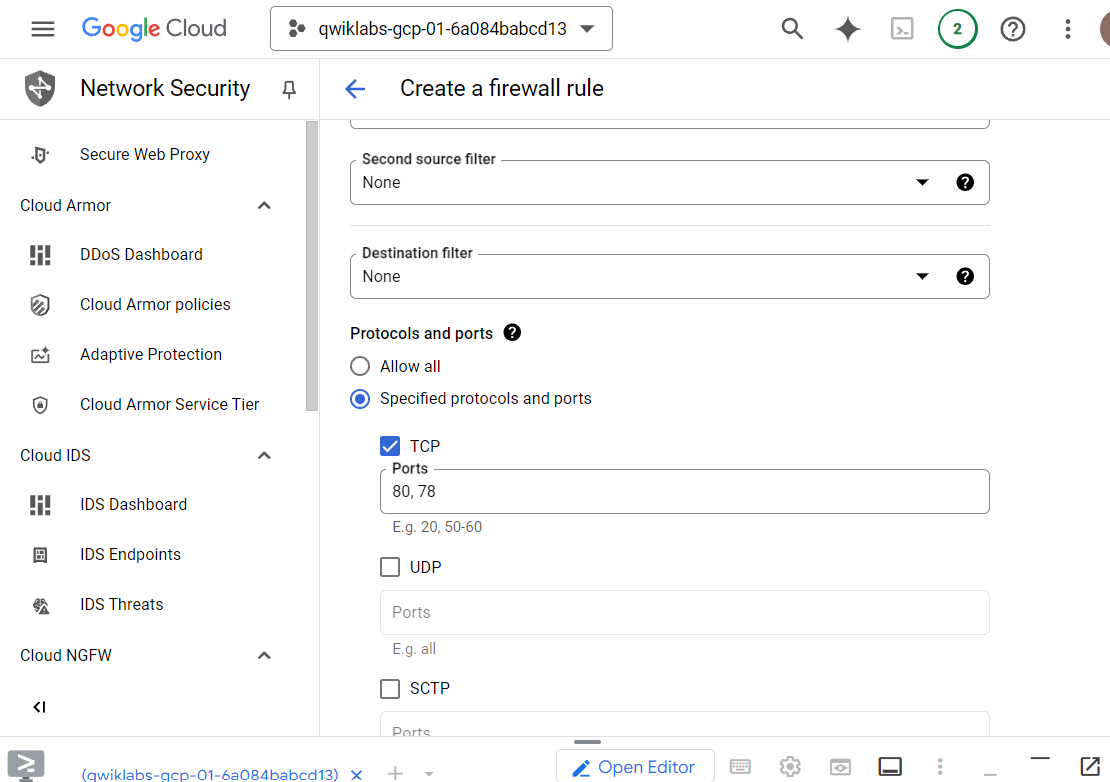 Google Cloud
qwiklabs-gcp-01-6a084babcd13
2
Network Security
Create a firewall rule
Secure Web Proxy
Cloud Armor
DDoS Dashboard
Cloud Armor policies
Adaptive Protection
Cloud Armor Service Tier
Cloud IDS
IDS Dashboard
IDS Endpoints
IDS Threats
Cloud NGFW
Second source filter
None
Destination filter
None
Protocols and ports
Allow all
Specified protocols and ports
TCP
Ports
80, 78
E.g. 20, 50-60
UDP
Ports
E.g. all
SCTP
Ports
(qwiklabs-gcp-01-6a084babcd13)
Open Editor